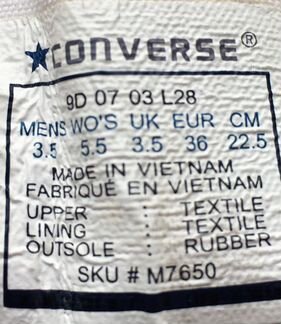 ★CONVERSE®
9D 07 03 L28
MENS WO'S UK EUR CM
3.5 5.5 3.5 36 22.5
MADE IN VIETNAM
FABRIQUÉ EN VIETNAM
UPPER : TEXTILE
LINING : TEXTILE
OUTSOLE : RUBBER
SKU # M7650